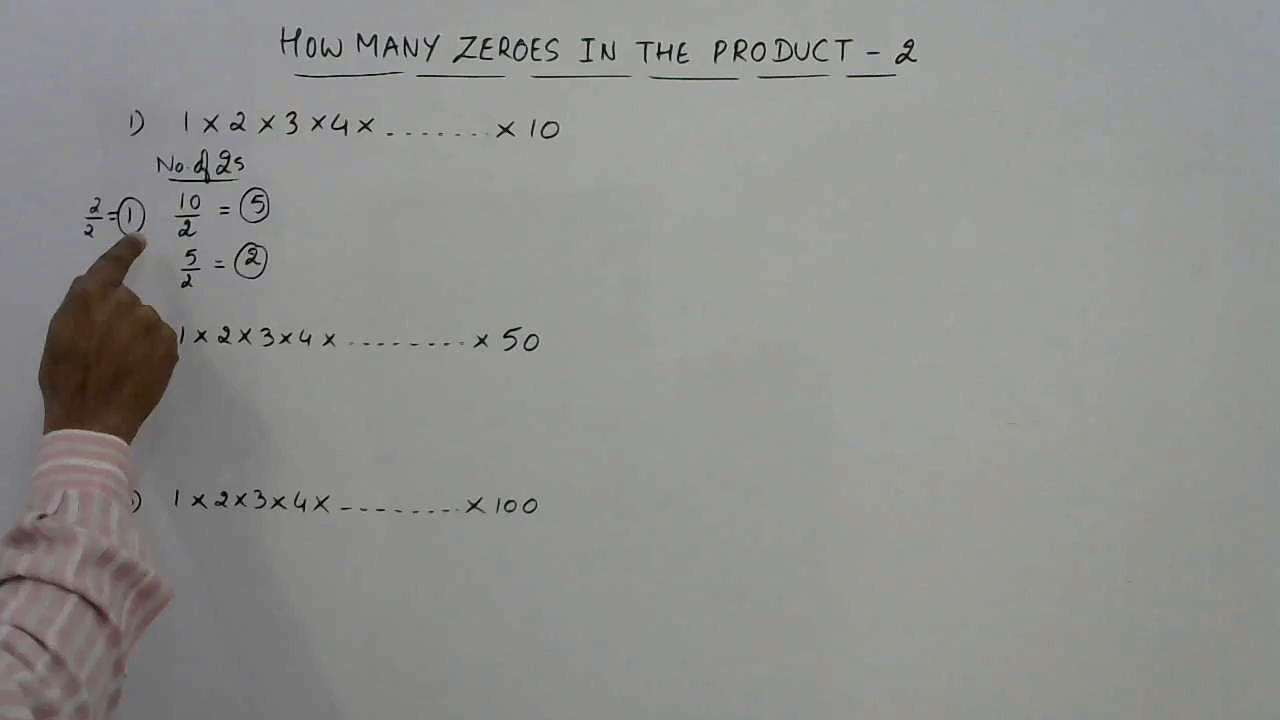 HOW MANY ZEROES IN THE PRODUCT - 2
1) 1 × 2 × 3 × 4 × ........ × 10
No. of 2s
2/2 = 1 10/2 = 5
5/2 = 2
1 × 2 × 3 × 4 × ......... × 50
) 1 × 2 × 3 × 4 × ......... × 100